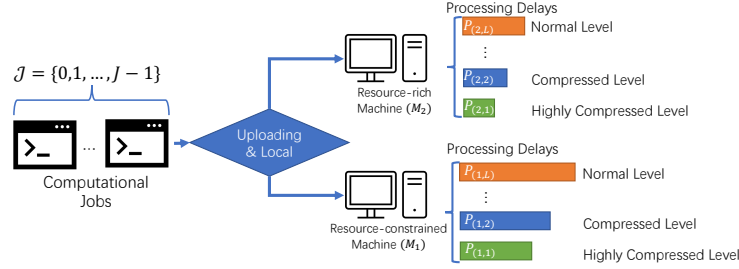 Processing Delays
P(2,L) Normal Level
⋮
P(2,2) Compressed Level
P(2,1) Highly Compressed Level
Resource-rich
Machine (M₂)
𝒥 = {0,1, ..., J − 1}
>_ ... >_
Computational
Jobs
Uploading
& Local
Processing Delays
P(1,L) Normal Level
⋮
P(1,2) Compressed Level
P(1,1) Highly Compressed Level
Resource-constrained
Machine (M₁)